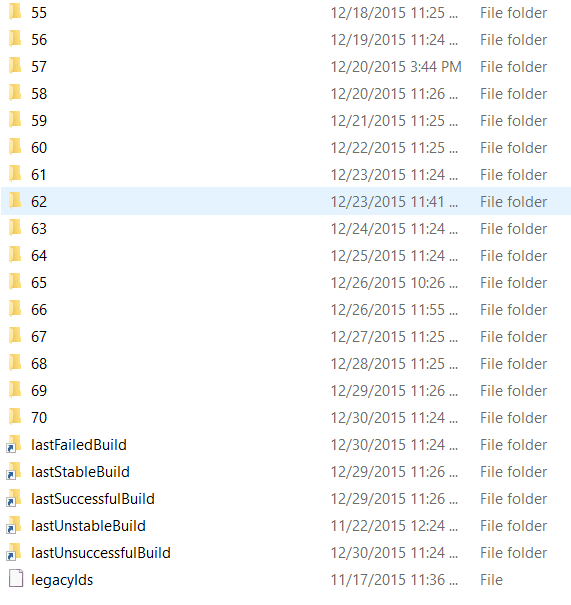 55 12/18/2015 11:25 ... File folder
56 12/19/2015 11:24 ... File folder
57 12/20/2015 3:44 PM File folder
58 12/20/2015 11:26 ... File folder
59 12/21/2015 11:25 ... File folder
60 12/22/2015 11:25 ... File folder
61 12/23/2015 11:24 ... File folder
62 12/23/2015 11:41 ... File folder
63 12/24/2015 11:24 ... File folder
64 12/25/2015 11:24 ... File folder
65 12/26/2015 10:26 ... File folder
66 12/26/2015 11:55 ... File folder
67 12/27/2015 11:25 ... File folder
68 12/28/2015 11:25 ... File folder
69 12/29/2015 11:26 ... File folder
70 12/30/2015 11:24 ... File folder
lastFailedBuild 12/30/2015 11:24 ... File folder
lastStableBuild 12/29/2015 11:26 ... File folder
lastSuccessfulBuild 12/29/2015 11:26 ... File folder
lastUnstableBuild 11/22/2015 12:24 ... File folder
lastUnsuccessfulBuild 12/30/2015 11:24 ... File folder
legacyIds 11/17/2015 11:36 ... File